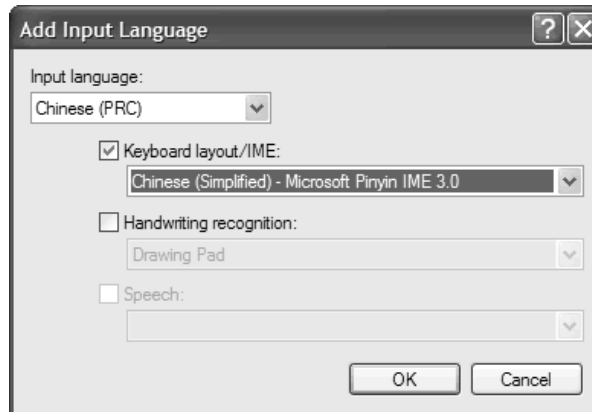 Add Input Language
Input language:
Chinese (PRC)
Keyboard layout/IME:
Chinese (Simplified) - Microsoft Pinyin IME 3.0
Handwriting recognition:
Drawing Pad
Speech:
OK Cancel